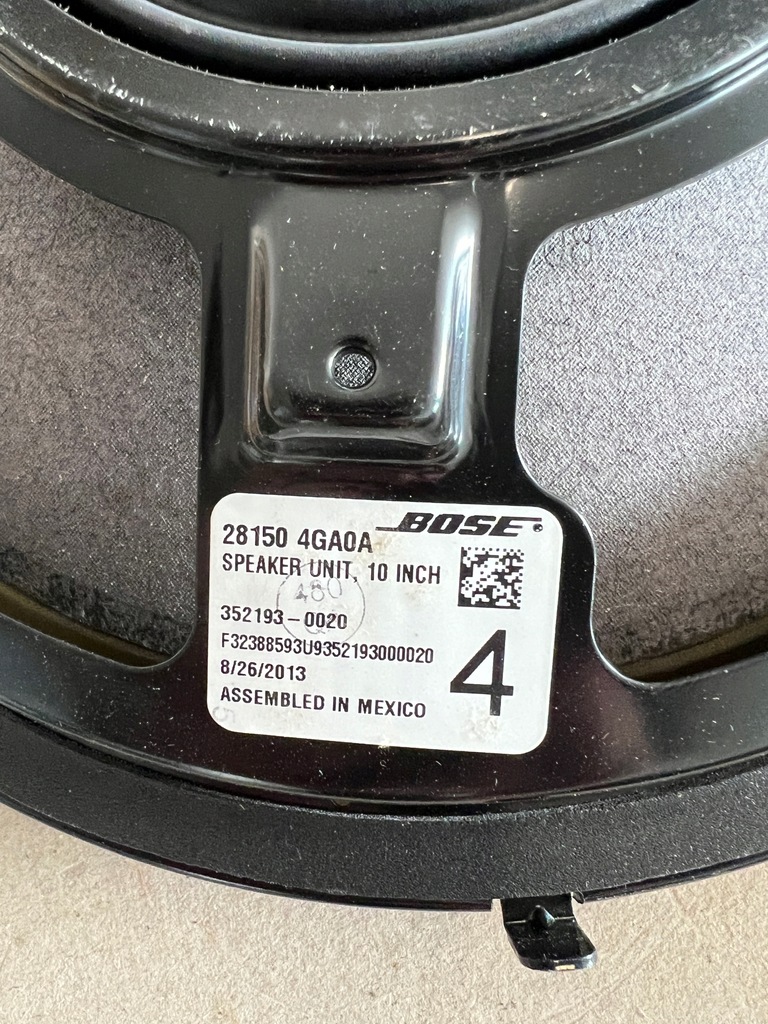 BOSE
28150 4GA0A
SPEAKER UNIT, 10 INCH
480
352193-0020
F32388593U9352193000020
8/26/2013
4
ASSEMBLED IN MEXICO